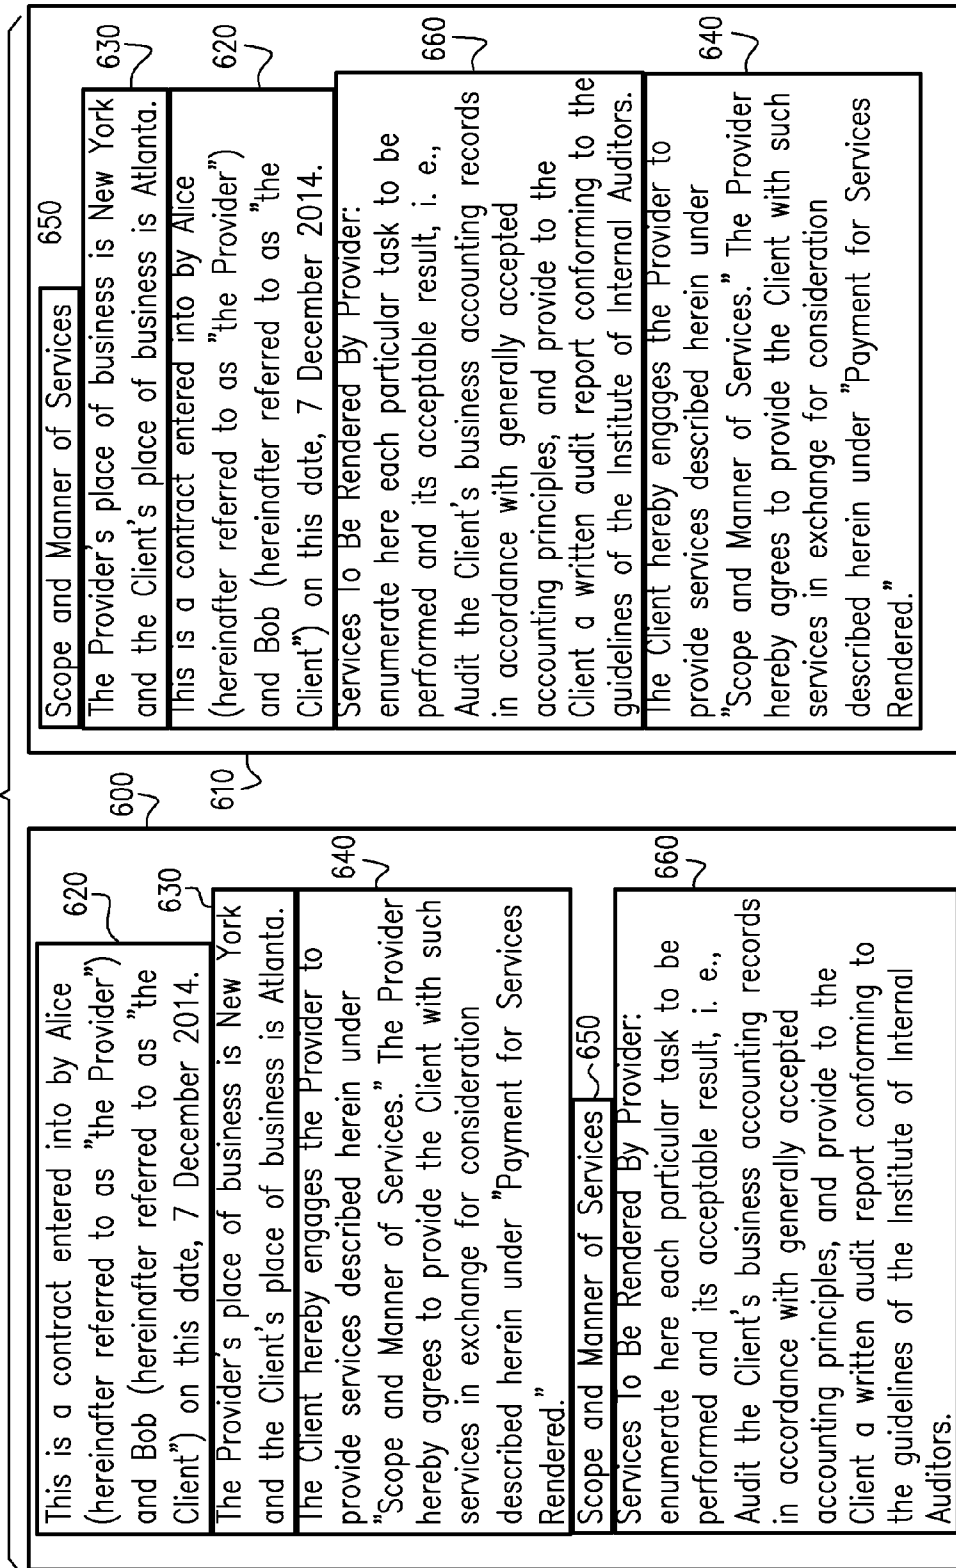 600
This is a contract entered into by Alice
(hereinafter referred to as "the Provider")
and Bob (hereinafter referred to as "the
Client") on this date, 7 December 2014.
620
The Provider's place of business is New York
and the Client's place of business is Atlanta.
630
The Client hereby engages the Provider to
provide services described herein under
"Scope and Manner of Services." The Provider
hereby agrees to provide the Client with such
services in exchange for consideration
described herein under "Payment for Services
Rendered."
640
Scope and Manner of Services
650
Services To Be Rendered By Provider:
enumerate here each particular task to be
performed and its acceptable result, i. e.,
Audit the Client's business accounting records
in accordance with generally accepted
accounting principles, and provide to the
Client a written audit report conforming to
the guidelines of the Institute of Internal
Auditors.
660
610
Scope and Manner of Services
650
The Provider's place of business is New York
and the Client's place of business is Atlanta.
630
This is a contract entered into by Alice
(hereinafter referred to as "the Provider")
and Bob (hereinafter referred to as "the
Client") on this date, 7 December 2014.
620
Services To Be Rendered By Provider:
enumerate here each particular task to be
performed and its acceptable result, i. e.,
Audit the Client's business accounting records
in accordance with generally accepted
accounting principles, and provide to the
Client a written audit report conforming to the
guidelines of the Institute of Internal Auditors.
660
The Client hereby engages the Provider to
provide services described herein under
"Scope and Manner of Services." The Provider
hereby agrees to provide the Client with such
services in exchange for consideration
described herein under "Payment for Services
Rendered."
640